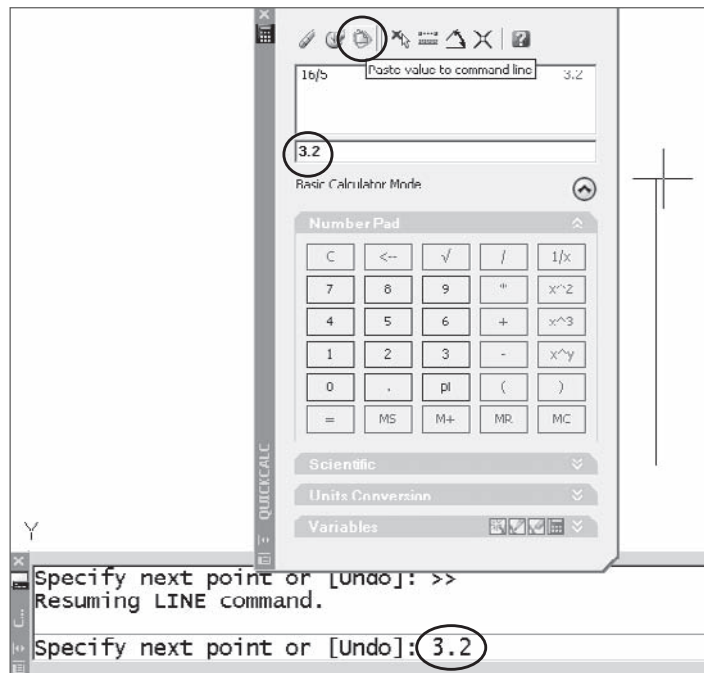 Paste value to command line
16/5 3.2
3.2
Basic Calculator Mode
Number Pad
C <-- √ / 1/x
7 8 9 * x^2
4 5 6 + x^3
1 2 3 - x^y
0 . pi ( )
= MS M+ MR MC
Scientific
Units Conversion
Variables
QUICKCALC
Y
Specify next point or [Undo]: >>
Resuming LINE command.
Specify next point or [Undo]: 3.2
C...